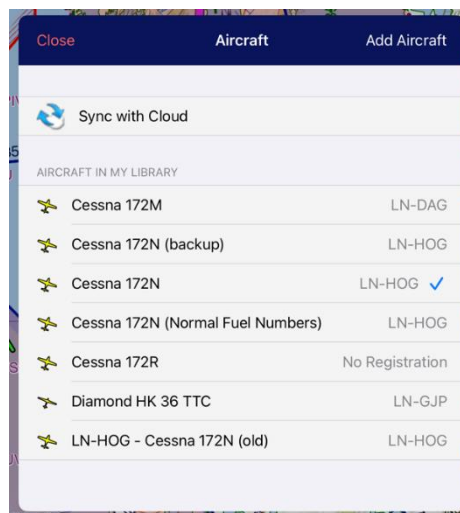 Close Aircraft Add Aircraft
Sync with Cloud
AIRCRAFT IN MY LIBRARY
Cessna 172M LN-DAG
Cessna 172N (backup) LN-HOG
Cessna 172N LN-HOG
Cessna 172N (Normal Fuel Numbers) LN-HOG
Cessna 172R No Registration
Diamond HK 36 TTC LN-GJP
LN-HOG - Cessna 172N (old) LN-HOG